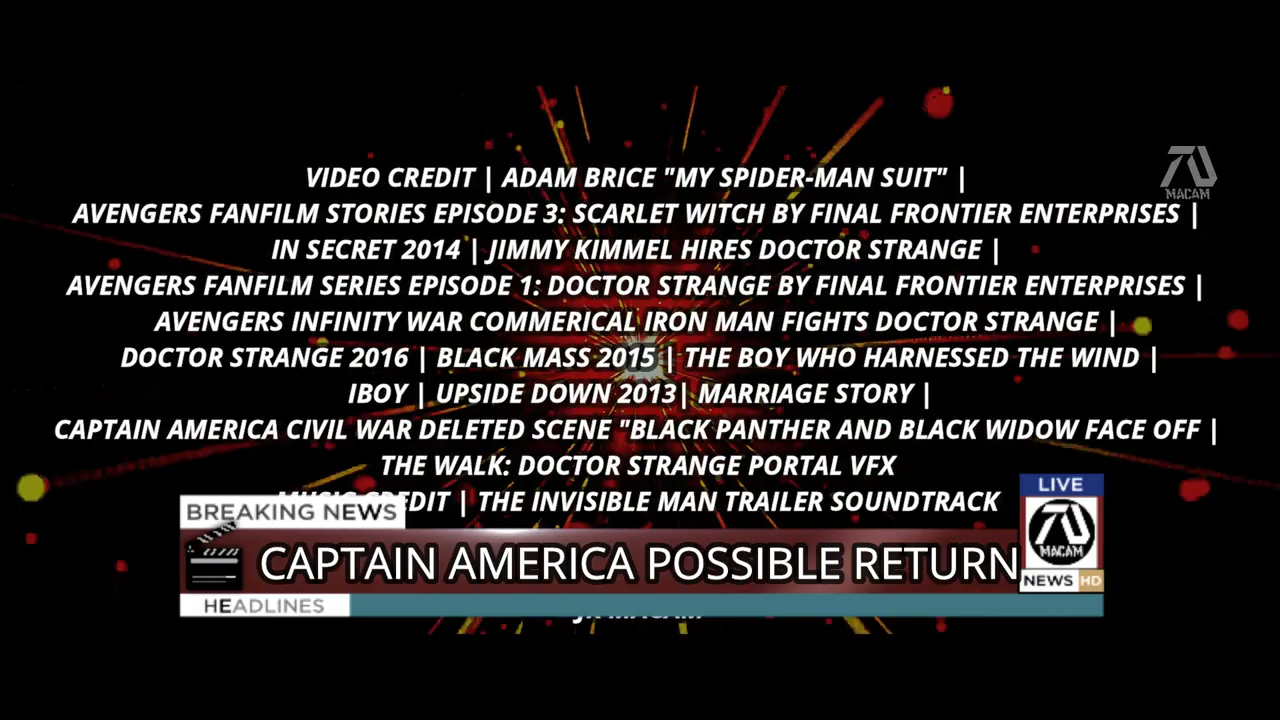 VIDEO CREDIT | ADAM BRICE "MY SPIDER-MAN SUIT" |
MACAM
AVENGERS FANFILM STORIES EPISODE 3: SCARLET WITCH BY FINAL FRONTIER ENTERPRISES |
IN SECRET 2014 | JIMMY KIMMEL HIRES DOCTOR STRANGE |
AVENGERS FANFILM SERIES EPISODE 1: DOCTOR STRANGE BY FINAL FRONTIER ENTERPRISES |
AVENGERS INFINITY WAR COMMERICAL IRON MAN FIGHTS DOCTOR STRANGE |
DOCTOR STRANGE 2016 | BLACK MASS 2015 | THE BOY WHO HARNESSED THE WIND |
IBOY | UPSIDE DOWN 2013| MARRIAGE STORY |
CAPTAIN AMERICA CIVIL WAR DELETED SCENE "BLACK PANTHER AND BLACK WIDOW FACE OFF |
THE WALK: DOCTOR STRANGE PORTAL VFX
MUSIC CREDIT | THE INVISIBLE MAN TRAILER SOUNDTRACK
LIVE
BREAKING NEWS
MACAM
CAPTAIN AMERICA POSSIBLE RETURN
NEWS HD
HEADLINES